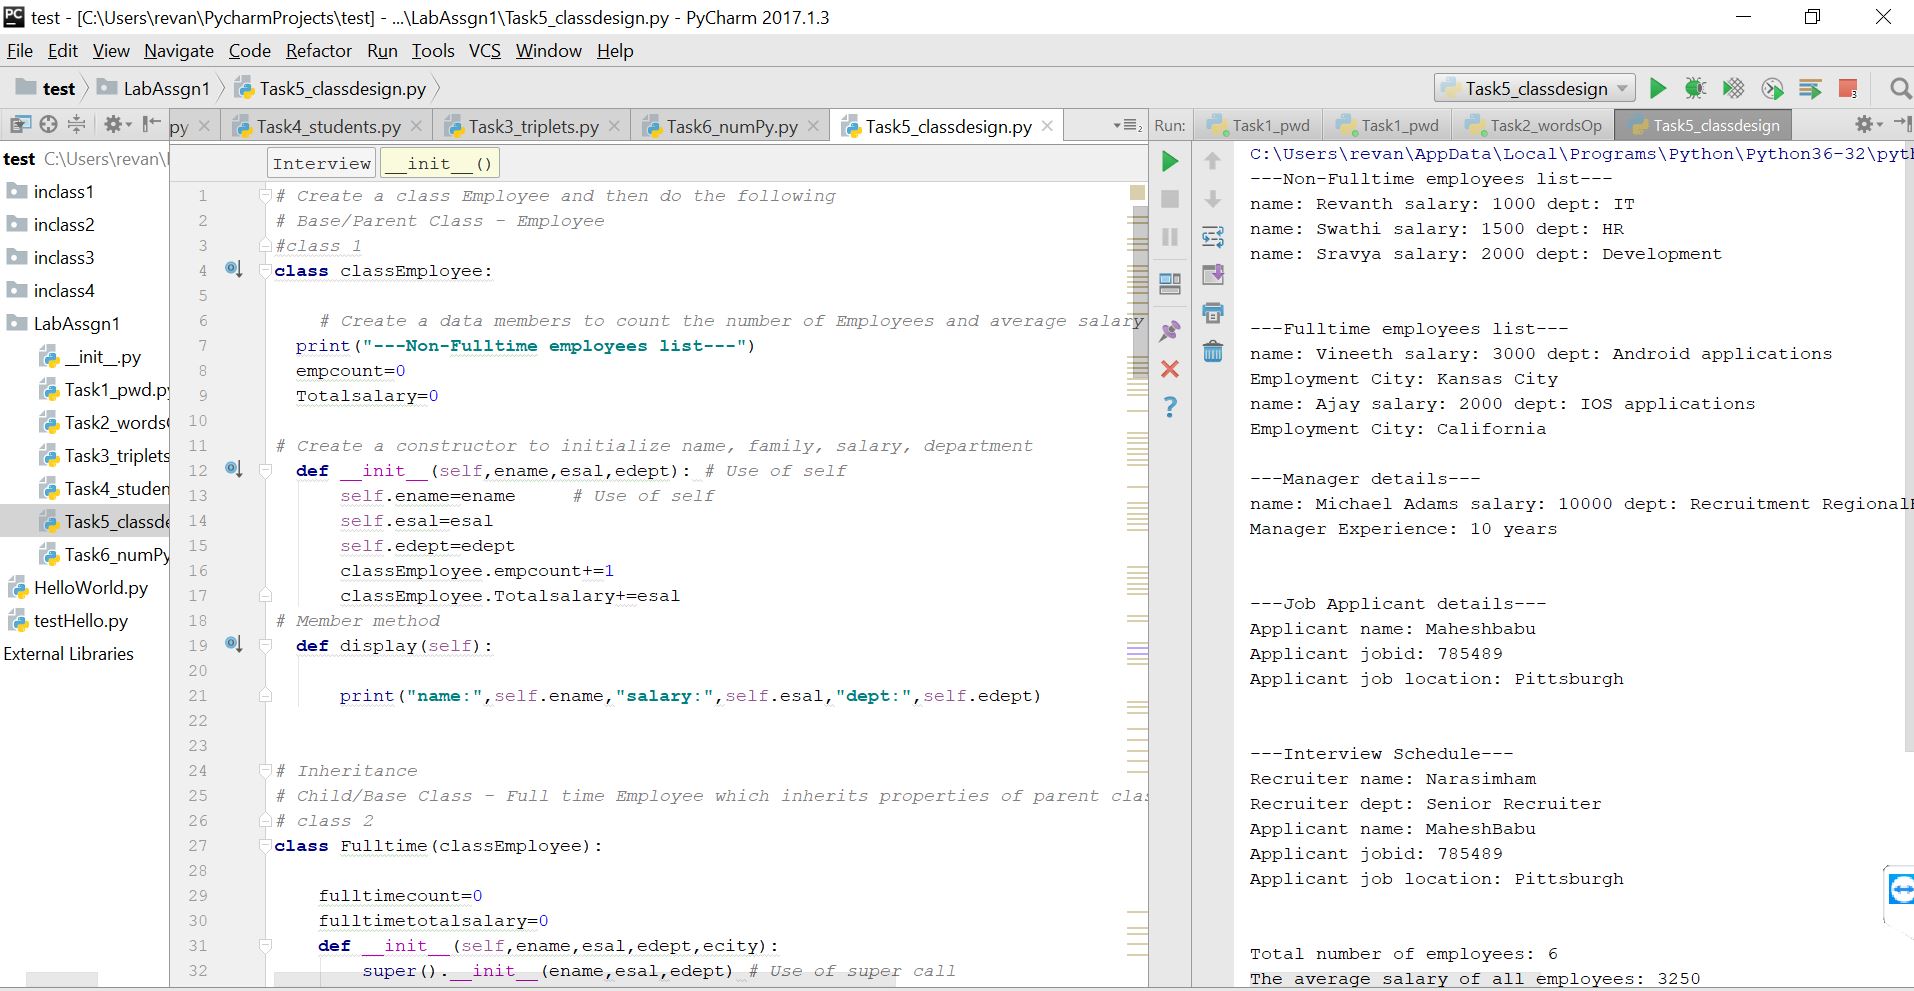 test - [C:\Users\revan\PycharmProjects\test] - ...\LabAssgn1\Task5_classdesign.py - PyCharm 2017.1.3
File Edit View Navigate Code Refactor Run Tools VCS Window Help
test LabAssgn1 Task5_classdesign.py
Task5_classdesign
3
py Task4_students.py Task3_triplets.py Task6_numPy.py Task5_classdesign.py
2
test C:\Users\revan\
inclass1
inclass2
inclass3
inclass4
LabAssgn1
__init__.py
Task1_pwd.py
Task2_words
Task3_triplets
Task4_studen
Task5_classde
Task6_numPy
HelloWorld.py
testHello.py
External Libraries
Interview __init__()
1 # Create a class Employee and then do the following
2 # Base/Parent Class - Employee
3 #class 1
4 class classEmployee:
5
6 # Create a data members to count the number of Employees and average salary
7 print("---Non-Fulltime employees list---")
8 empcount=0
9 Totalsalary=0
10
11 # Create a constructor to initialize name, family, salary, department
12 def __init__(self,ename,esal,edept): # Use of self
13 self.ename=ename # Use of self
14 self.esal=esal
15 self.edept=edept
16 classEmployee.empcount+=1
17 classEmployee.Totalsalary+=esal
18 # Member method
19 def display(self):
20
21 print("name:",self.ename,"salary:",self.esal,"dept:",self.edept)
22
23
24 # Inheritance
25 # Child/Base Class - Full time Employee which inherits properties of parent clas
26 # class 2
27 class Fulltime(classEmployee):
28
29 fulltimecount=0
30 fulltimetotalsalary=0
31 def __init__(self,ename,esal,edept,ecity):
32 super().__init__(ename,esal,edept) # Use of super call
Run: Task1_pwd Task1_pwd Task2_wordsOp Task5_classdesign
C:\Users\revan\AppData\Local\Programs\Python\Python36-32\pyt
---Non-Fulltime employees list---
name: Revanth salary: 1000 dept: IT
name: Swathi salary: 1500 dept: HR
name: Sravya salary: 2000 dept: Development
---Fulltime employees list---
name: Vineeth salary: 3000 dept: Android applications
Employment City: Kansas City
name: Ajay salary: 2000 dept: IOS applications
Employment City: California
---Manager details---
name: Michael Adams salary: 10000 dept: Recruitment Regional
Manager Experience: 10 years
---Job Applicant details---
Applicant name: Maheshbabu
Applicant jobid: 785489
Applicant job location: Pittsburgh
---Interview Schedule---
Recruiter name: Narasimham
Recruiter dept: Senior Recruiter
Applicant name: MaheshBabu
Applicant jobid: 785489
Applicant job location: Pittsburgh
Total number of employees: 6
The average salary of all employees: 3250